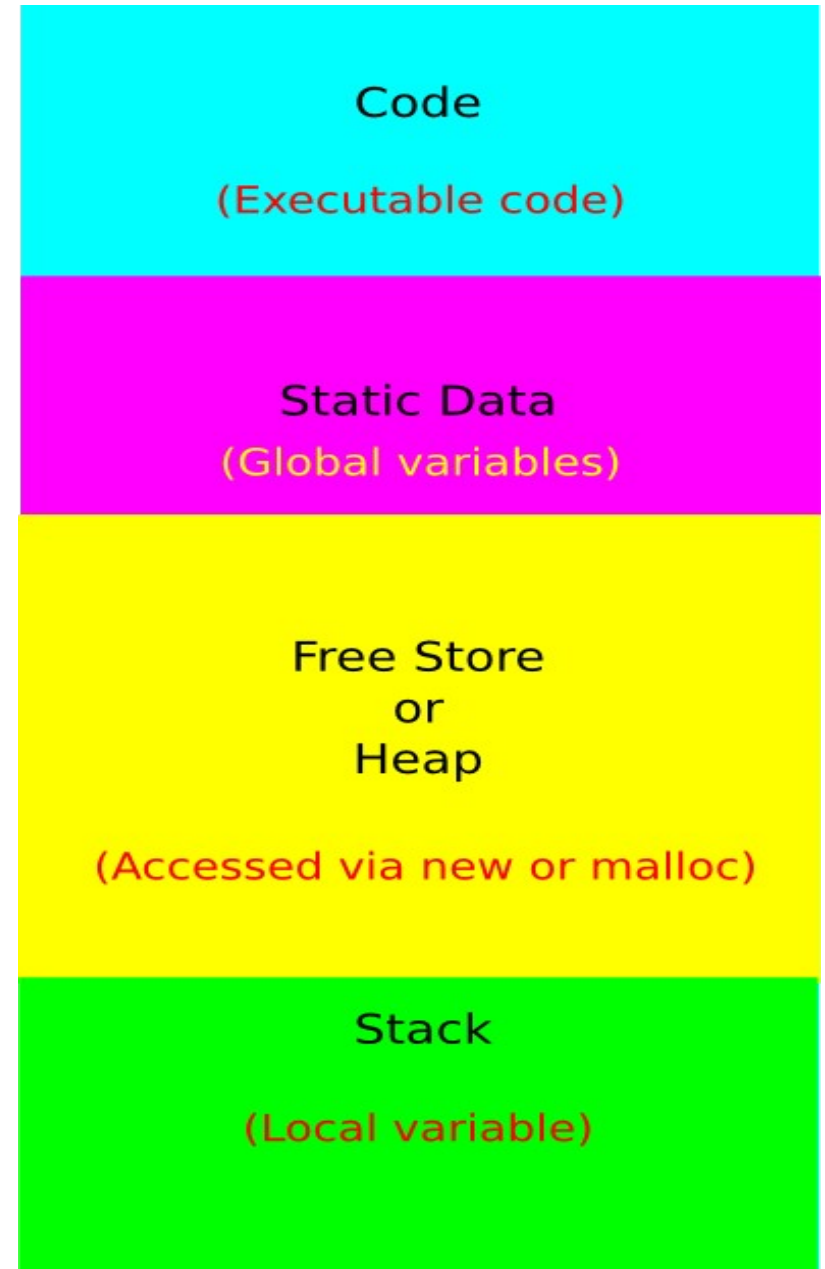 Code
(Executable code)
Static Data
(Global variables)
Free Store
or
Heap
(Accessed via new or malloc)
Stack
(Local variable)